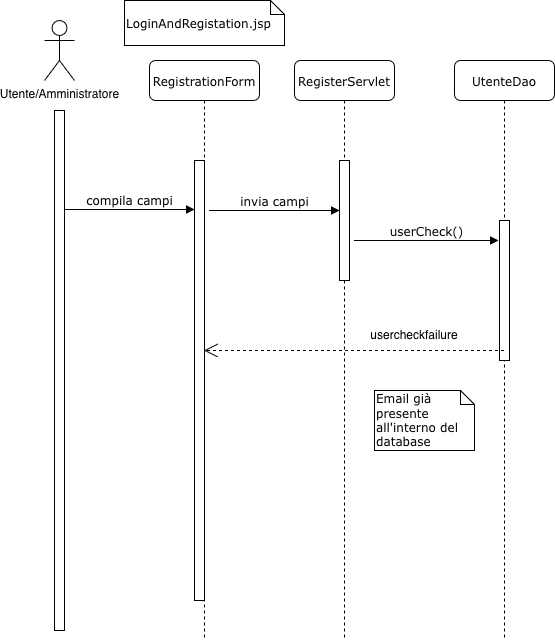 LoginAndRegistation.jsp
Utente/Amministratore
RegistrationForm
RegisterServlet
UtenteDao
compila campi
invia campi
userCheck()
usercheckfailure
Email già
presente
all'interno del
database